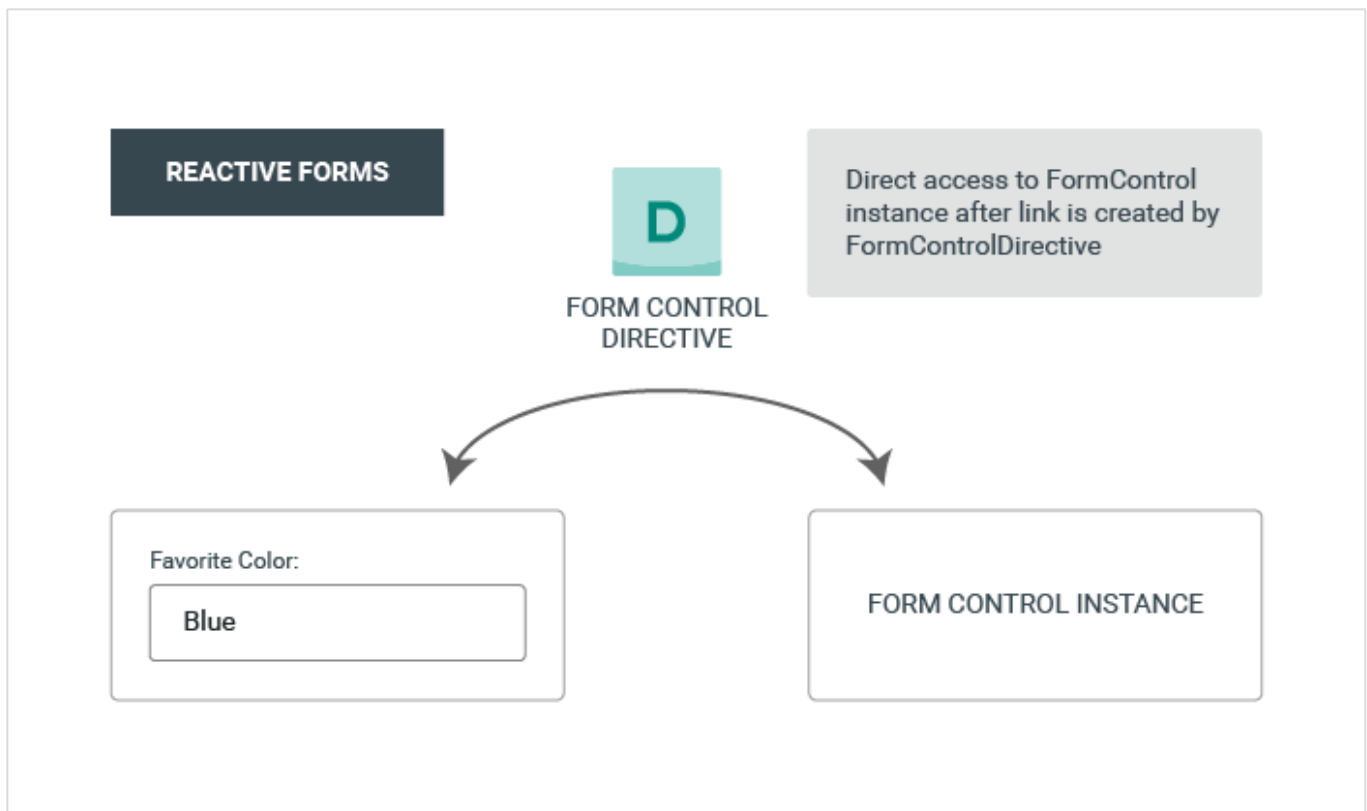 REACTIVE FORMS
D
FORM CONTROL
DIRECTIVE
Direct access to FormControl
instance after link is created by
FormControlDirective
Favorite Color:
Blue
FORM CONTROL INSTANCE